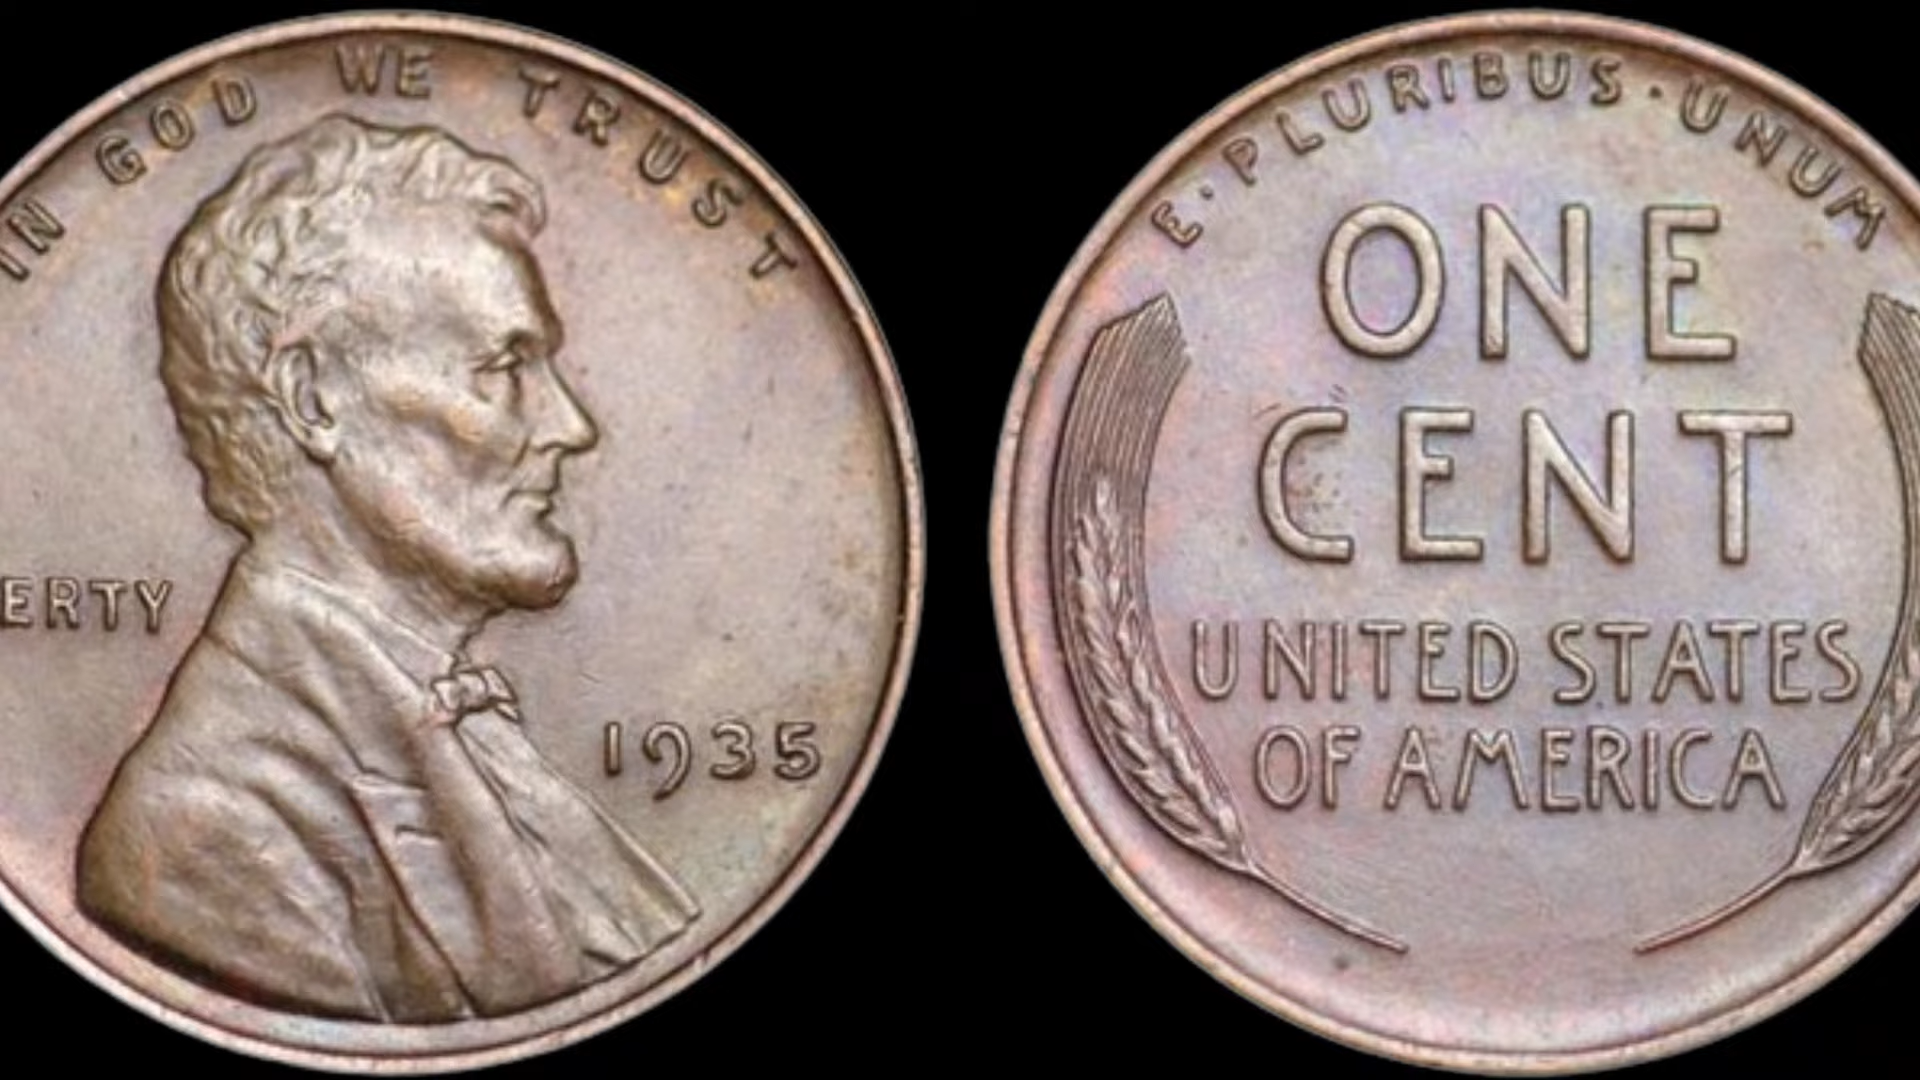 IN GOD WE TRUST
ERTY
1935
E·PLURIBUS·UNUM
ONE
CENT
UNITED STATES
OF AMERICA